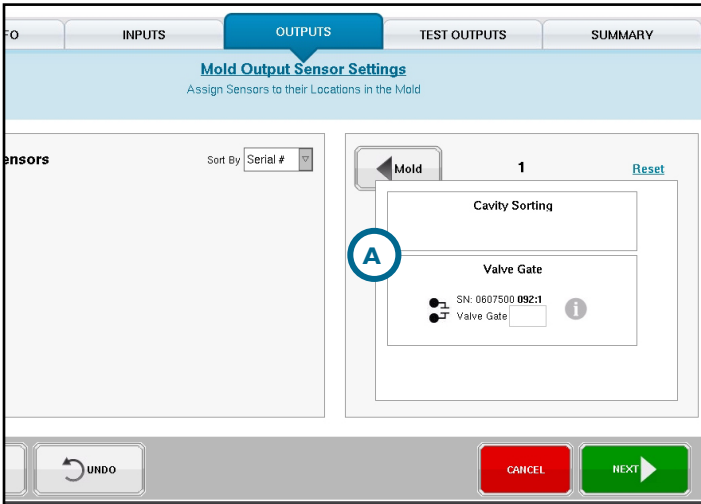 FO INPUTS OUTPUTS TEST OUTPUTS SUMMARY
Mold Output Sensor Settings
Assign Sensors to their Locations in the Mold
ensors Sort By Serial #
Mold 1 Reset
Cavity Sorting
A
Valve Gate
SN: 0607500 092:1
Valve Gate
i
UNDO CANCEL NEXT